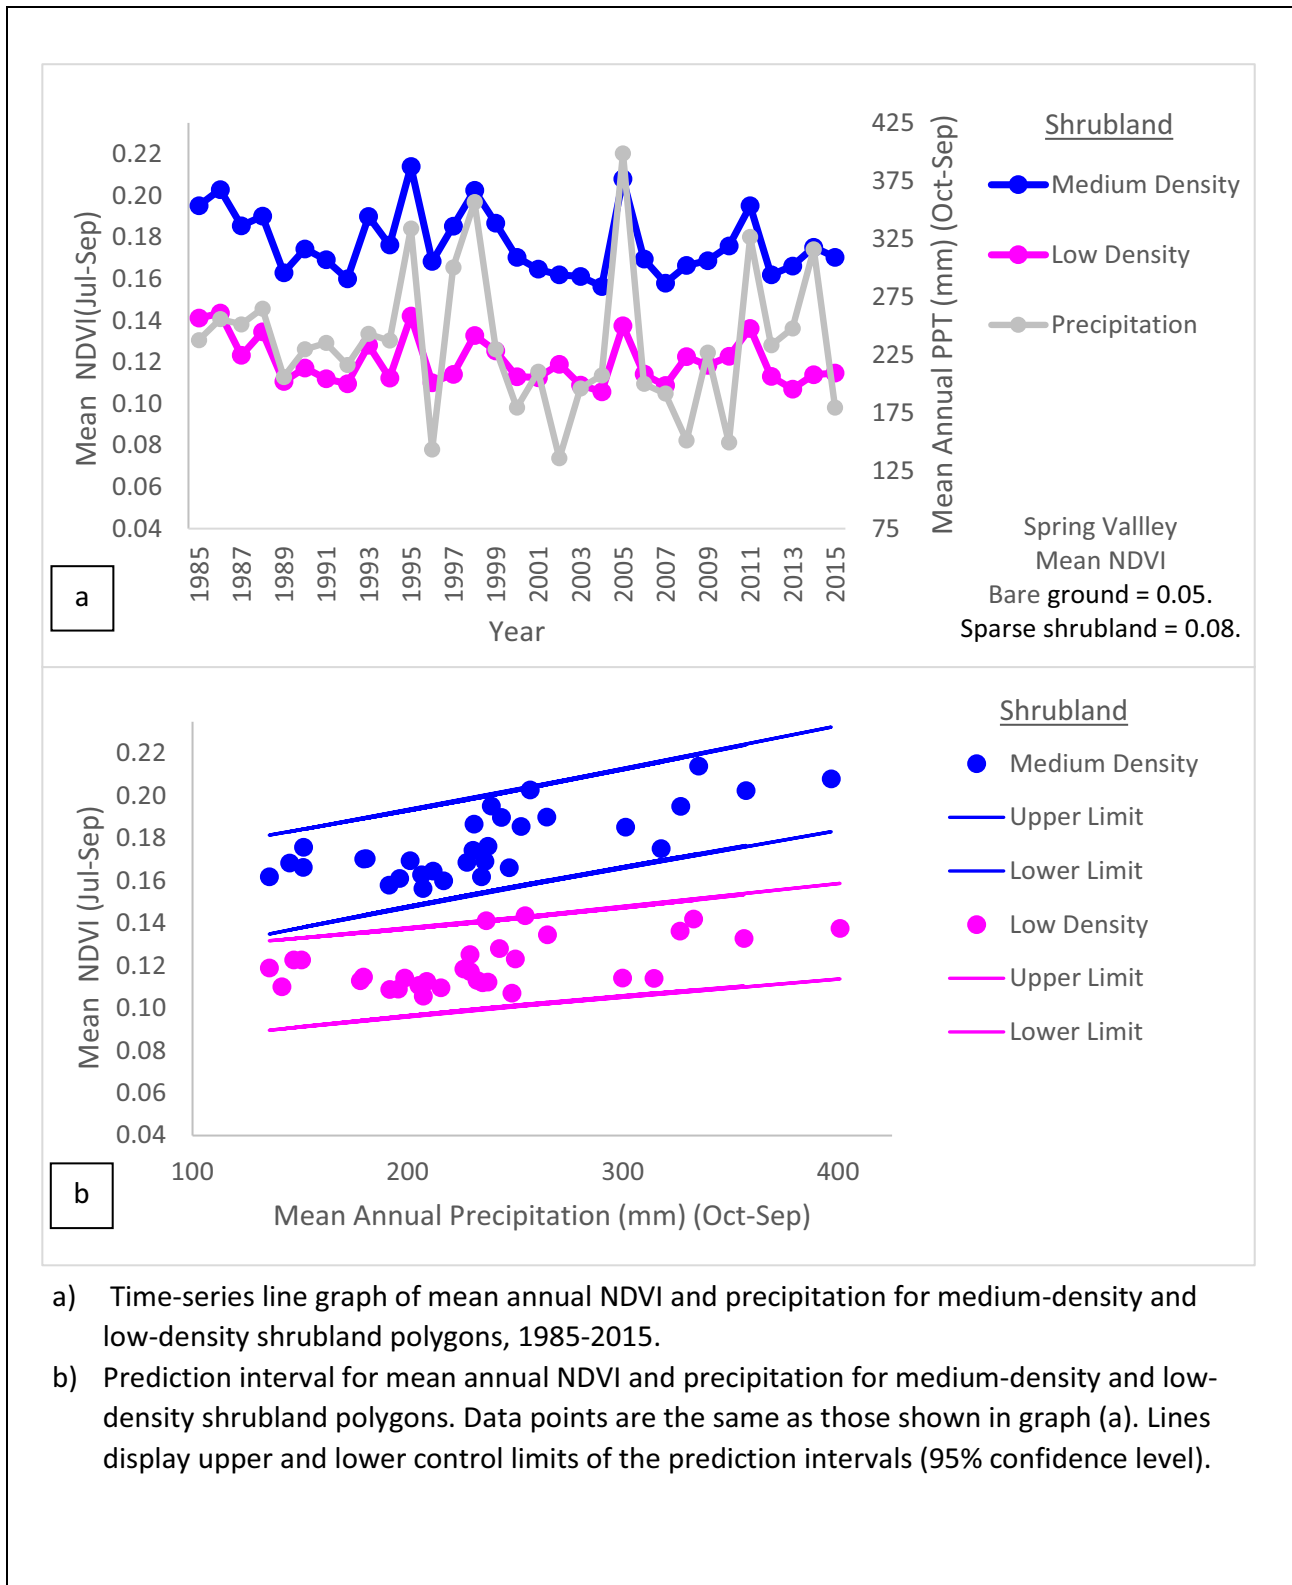 0.22
0.20
0.18
0.16
0.14
0.12
0.10
0.08
0.06
0.04
Mean NDVI(Jul-Sep)
425
375
325
275
225
175
125
75
Mean Annual PPT (mm) (Oct-Sep)
1985
1987
1989
1991
1993
1995
1997
1999
2001
2003
2005
2007
2009
2011
2013
2015
Year
Shrubland
Medium Density
Low Density
Precipitation
Spring Vallley
Mean NDVI
Bare ground = 0.05.
Sparse shrubland = 0.08.
a
0.22
0.20
0.18
0.16
0.14
0.12
0.10
0.08
0.06
0.04
Mean NDVI (Jul-Sep)
100 200 300 400
Mean Annual Precipitation (mm) (Oct-Sep)
Shrubland
Medium Density
Upper Limit
Lower Limit
Low Density
Upper Limit
Lower Limit
b
a) Time-series line graph of mean annual NDVI and precipitation for medium-density and
low-density shrubland polygons, 1985-2015.
b) Prediction interval for mean annual NDVI and precipitation for medium-density and low-
density shrubland polygons. Data points are the same as those shown in graph (a). Lines
display upper and lower control limits of the prediction intervals (95% confidence level).